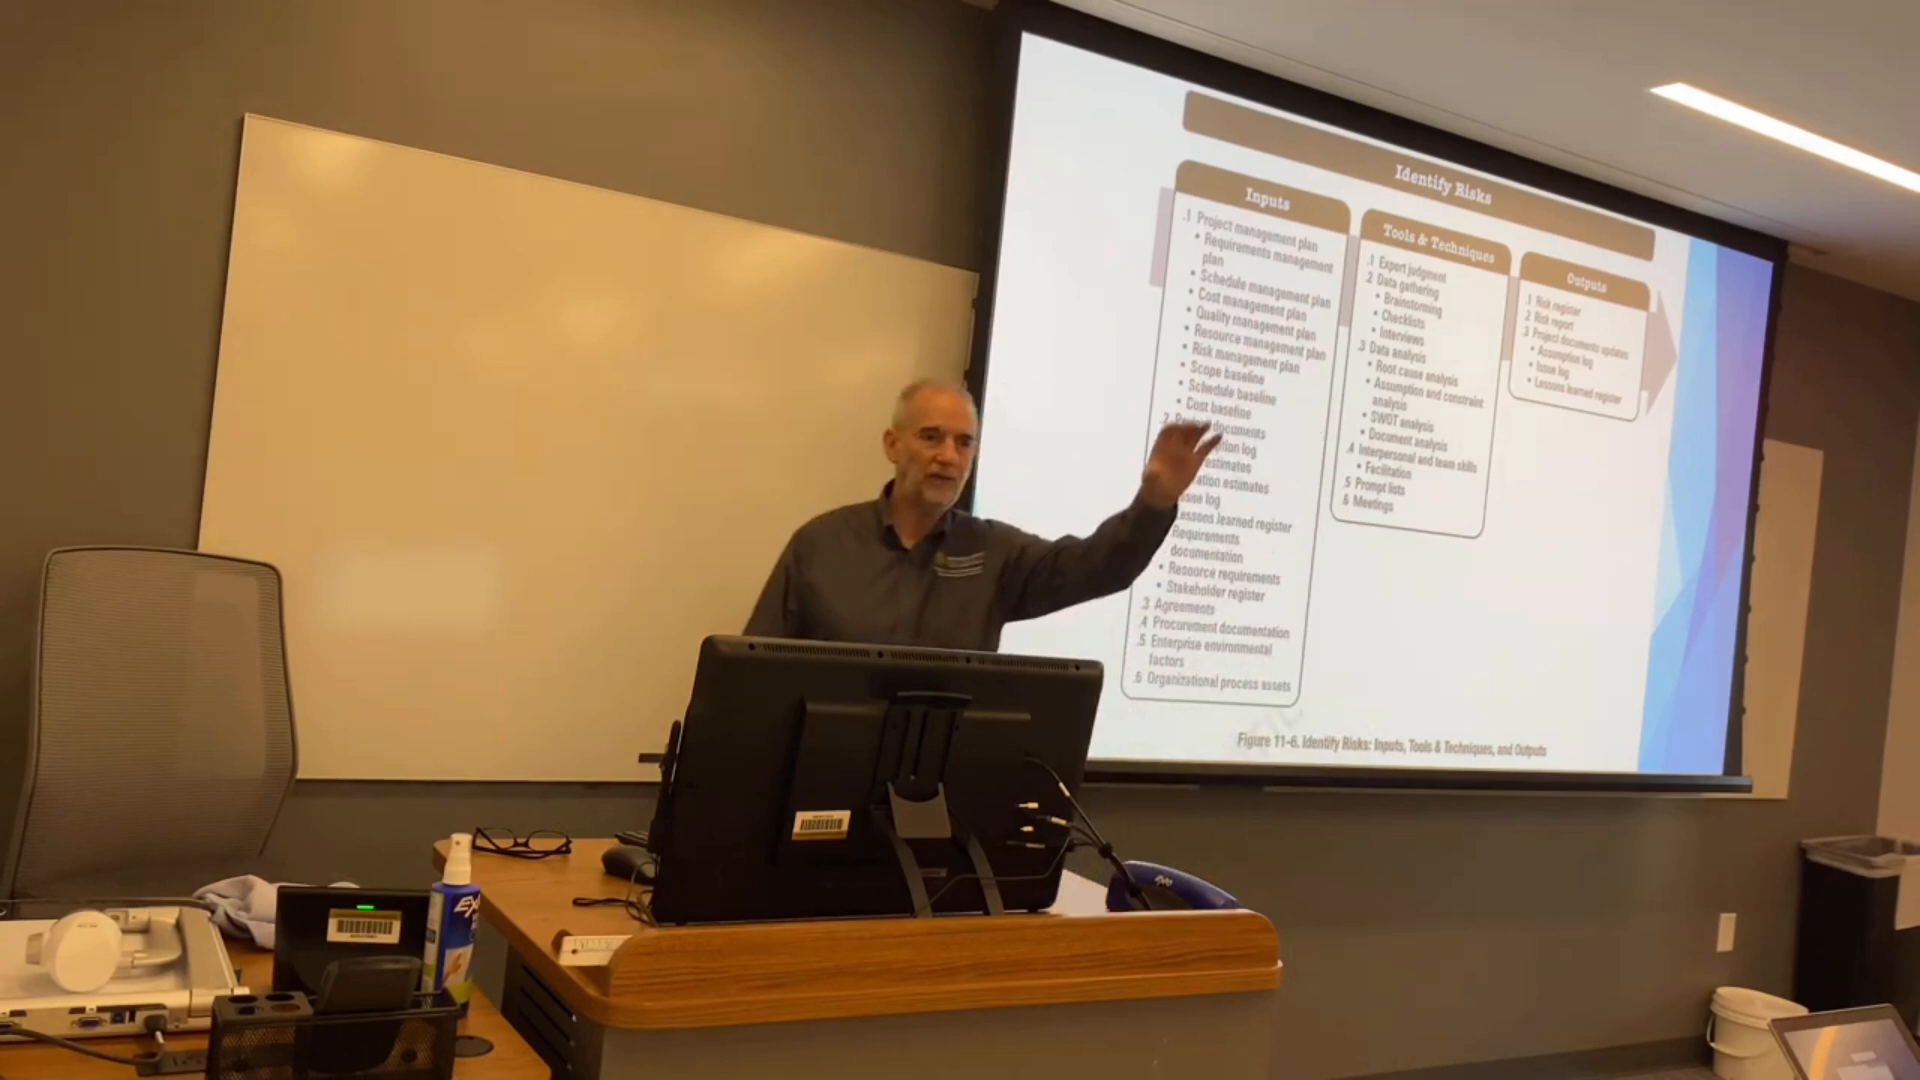 Identify Risks
Inputs
.1 Project management plan
• Requirements management
plan
• Schedule management plan
• Cost management plan
• Quality management plan
• Resource management plan
• Risk management plan
• Scope baseline
• Schedule baseline
• Cost baseline
.2 documents
log
estimates
estimates
log
Lessons learned register
Requirements
documentation
• Resource requirements
• Stakeholder register
.3 Agreements
.4 Procurement documentation
.5 Enterprise environmental
factors
.6 Organizational process assets
Tools & Techniques
.1 Expert judgment
.2 Data gathering
• Brainstorming
• Checklists
• Interviews
.3 Data analysis
• Root cause analysis
• Assumption and constraint
analysis
• SWOT analysis
• Document analysis
.4 Interpersonal and team skills
• Facilitation
.5 Prompt lists
.6 Meetings
Outputs
.1 Risk register
.2 Risk report
.3 Project documents updates
• Assumption log
• Issue log
• Lessons learned register
Figure 11-6. Identify Risks: Inputs, Tools & Techniques, and Outputs